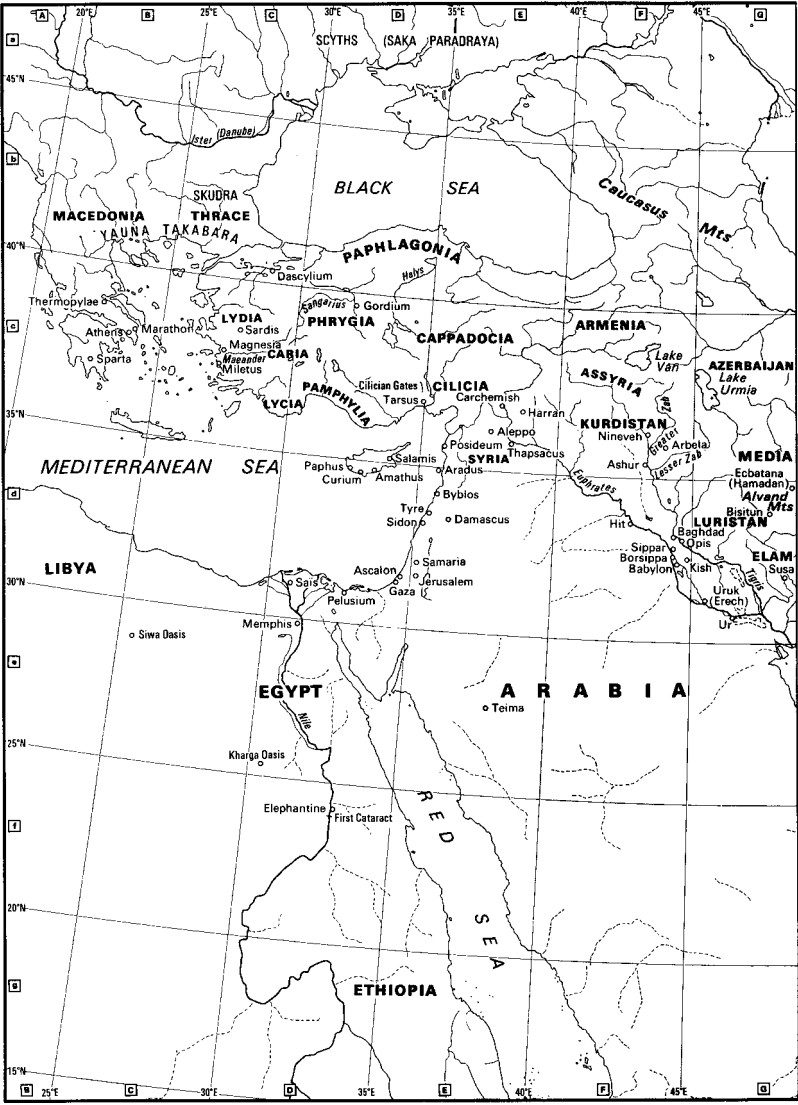 A 20°E B 25°E C 30°E D 35°E E 40°E F 45°E G
a
SCYTHS (SAKA PARADRAYA)
45°N
Ister (Danube)
b
SKUDRA
BLACK SEA
Caucasus Mts
MACEDONIA THRACE
YAUNA TAKABARA
40°N
PAPHLAGONIA
Dascylium
Halys
Thermopylae
Sangarius
Gordium
c
LYDIA
PHRYGIA
ARMENIA
Athens
Marathon
Sardis
CAPPADOCIA
Magnesia
Sparta
Maeander
CARIA
Miletus
Lake Van
AZERBAIJAN
Lake Urmia
ASSYRIA
Cilician Gates
CILICIA
PAMPHYLIA
Tarsus
Carchemish
LYCIA
Harran
Zab
35°N
KURDISTAN
Aleppo
Nineveh
Greater
Arbela
Posideum
Thapsacus
MEDITERRANEAN SEA
Salamis
SYRIA
MEDIA
Paphus
Aradus
Ashur
Lesser Zab
Curium
Amathus
Ecbatana
(Hamadan)
Euphrates
d
Byblos
Alvand Mts
Tyre
Bisitun
Sidon
Damascus
Hit
LURISTAN
Baghdad
Opis
Sippar
ELAM
Borsippa
Kish
LIBYA
Samaria
Babylon
Susa
Ascalon
Tigris
30°N
Sais
Jerusalem
Gaza
Uruk
(Erech)
Pelusium
Memphis
Ur
Siwa Oasis
e
EGYPT
ARABIA
Teima
Nile
25°N
Kharga Oasis
RED SEA
Elephantine
First Cataract
f
20°N
g
ETHIOPIA
15°N
B 25°E C 30°E D 35°E E 40°E F 45°E G